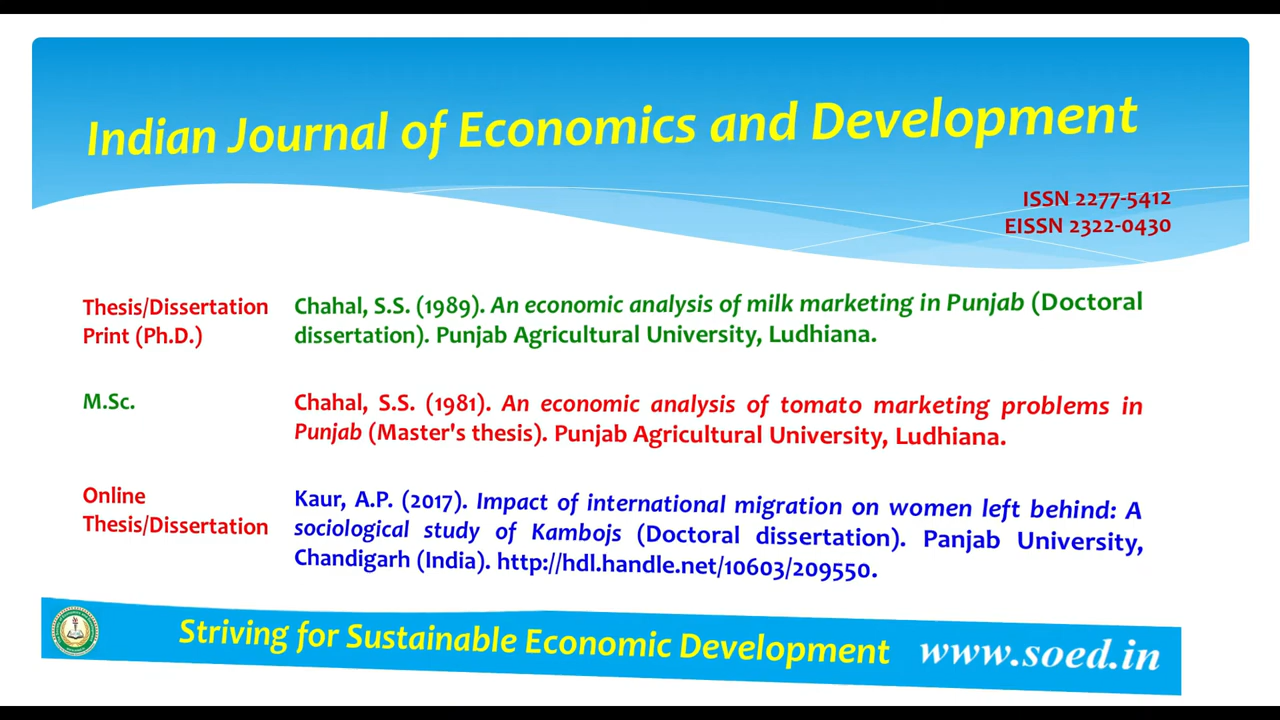 Indian Journal of Economics and Development
ISSN 2277-5412
EISSN 2322-0430
Thesis/Dissertation
Print (Ph.D.)
Chahal, S.S. (1989). An economic analysis of milk marketing in Punjab (Doctoral
dissertation). Punjab Agricultural University, Ludhiana.
M.Sc.
Chahal, S.S. (1981). An economic analysis of tomato marketing problems in
Punjab (Master's thesis). Punjab Agricultural University, Ludhiana.
Online
Thesis/Dissertation
Kaur, A.P. (2017). Impact of international migration on women left behind: A
sociological study of Kambojs (Doctoral dissertation). Panjab University,
Chandigarh (India). http://hdl.handle.net/10603/209550.
Striving for Sustainable Economic Development
www.soed.in